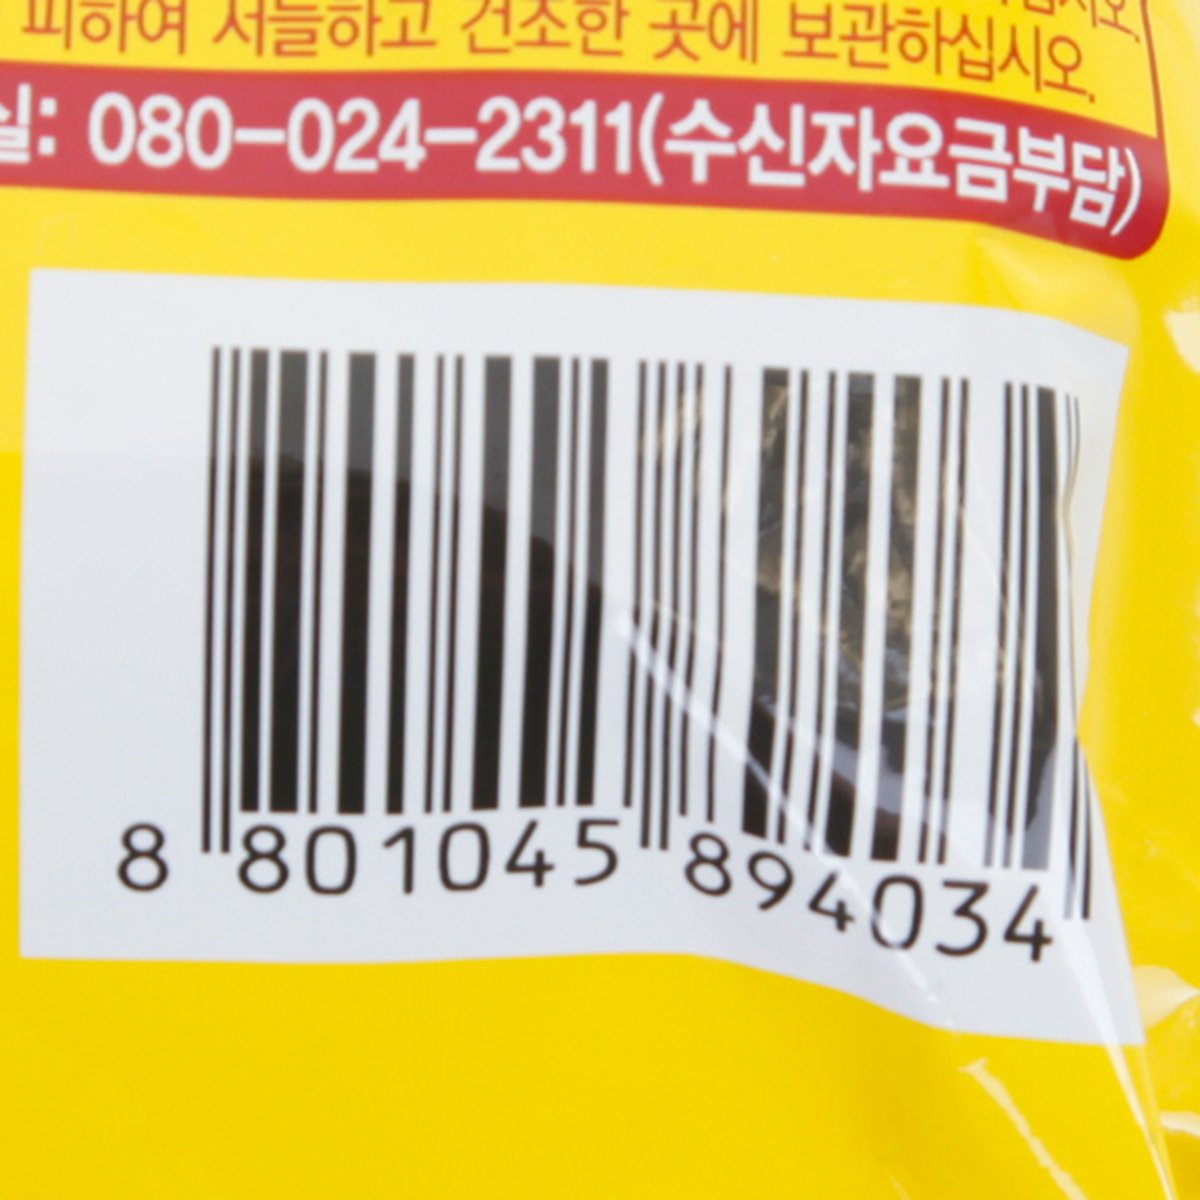 피하여 서늘하고 건조한 곳에 보관하십시오.
실: 080-024-2311(수신자요금부담)
8 801045 894034